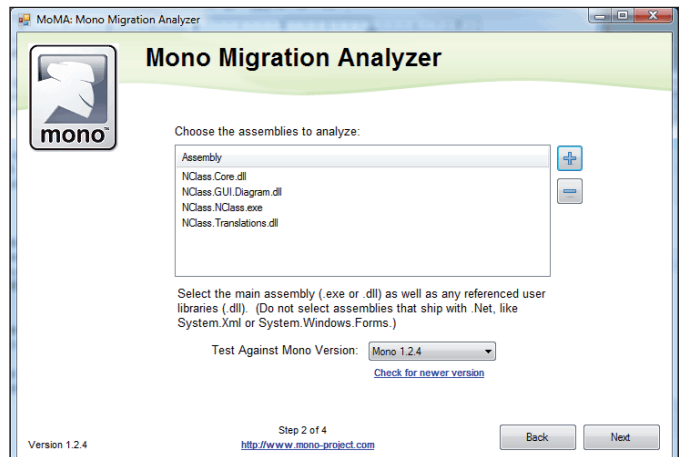 MoMA: Mono Migration Analyzer
Mono Migration Analyzer
mono
Choose the assemblies to analyze:
Assembly
NClass.Core.dll
NClass.GUI.Diagram.dll
NClass.NClass.exe
NClass.Translations.dll
Select the main assembly (.exe or .dll) as well as any referenced user
libraries (.dll).  (Do not select assemblies that ship with .Net, like
System.Xml or System.Windows.Forms.)
Test Against Mono Version: Mono 1.2.4
Check for newer version
Step 2 of 4
Version 1.2.4
http://www.mono-project.com
Back
Next